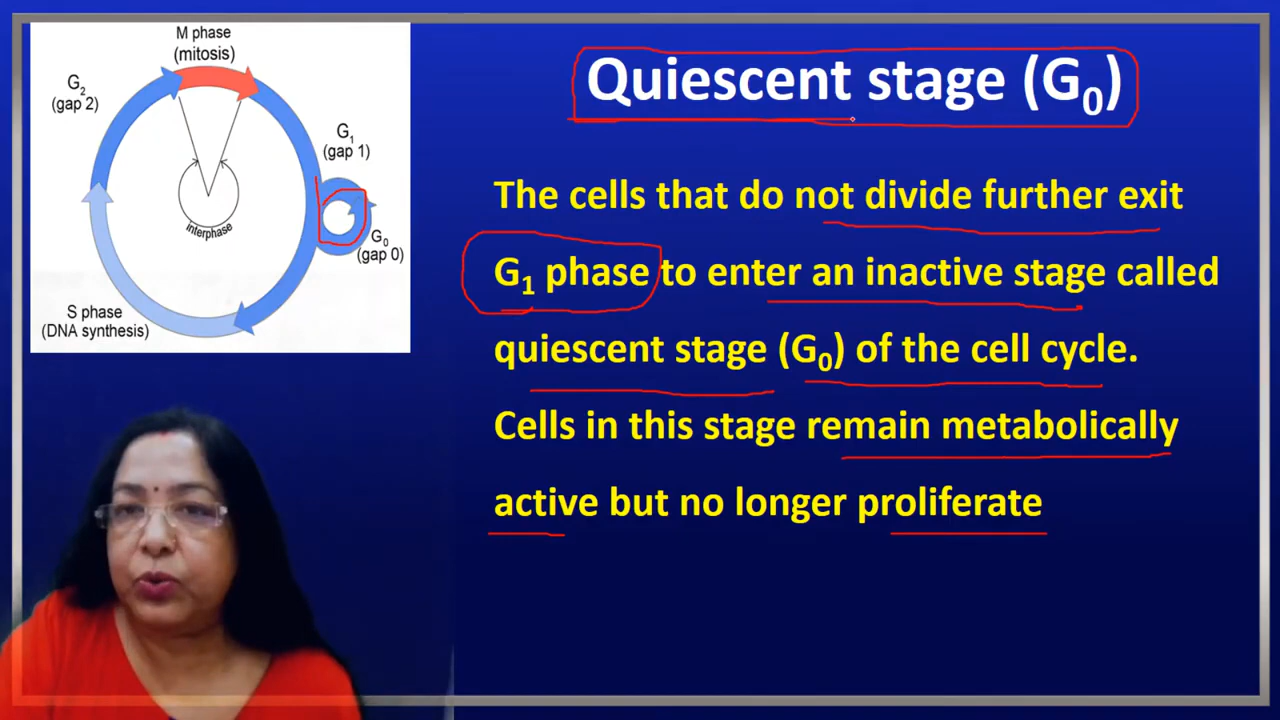 M phase
(mitosis)
G2
(gap 2)
G1
(gap 1)
G0
(gap 0)
interphase
S phase
(DNA synthesis)
Quiescent stage (G0)
The cells that do not divide further exit
G1 phase to enter an inactive stage called
quiescent stage (G0) of the cell cycle.
Cells in this stage remain metabolically
active but no longer proliferate